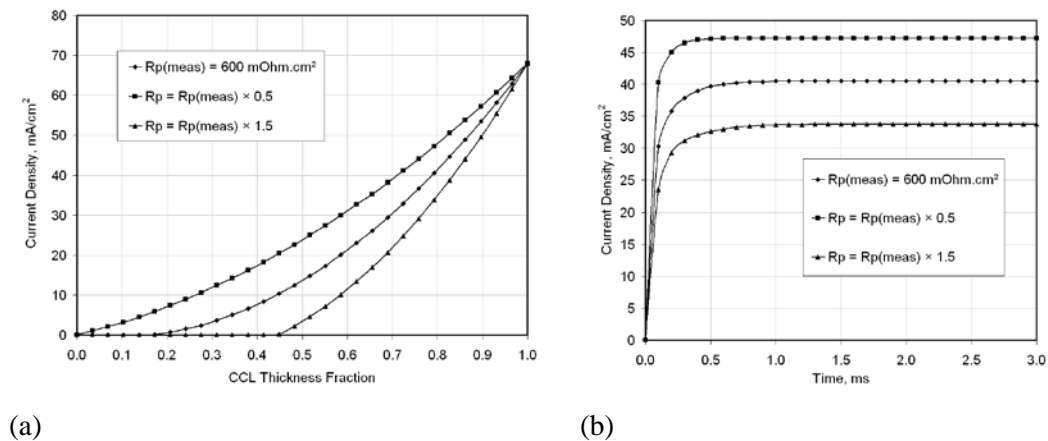 80
70
60
50
40
30
20
10
0
Current Density, mA/cm²
Rp(meas) = 600 mOhm.cm²
Rp = Rp(meas) × 0.5
Rp = Rp(meas) × 1.5
0.0 0.1 0.2 0.3 0.4 0.5 0.6 0.7 0.8 0.9 1.0
CCL Thickness Fraction
(a)
50
45
40
35
30
25
20
15
10
5
0
Current Density, mA/cm²
Rp(meas) = 600 mOhm.cm²
Rp = Rp(meas) × 0.5
Rp = Rp(meas) × 1.5
0.0 0.5 1.0 1.5 2.0 2.5 3.0
Time, ms
(b)